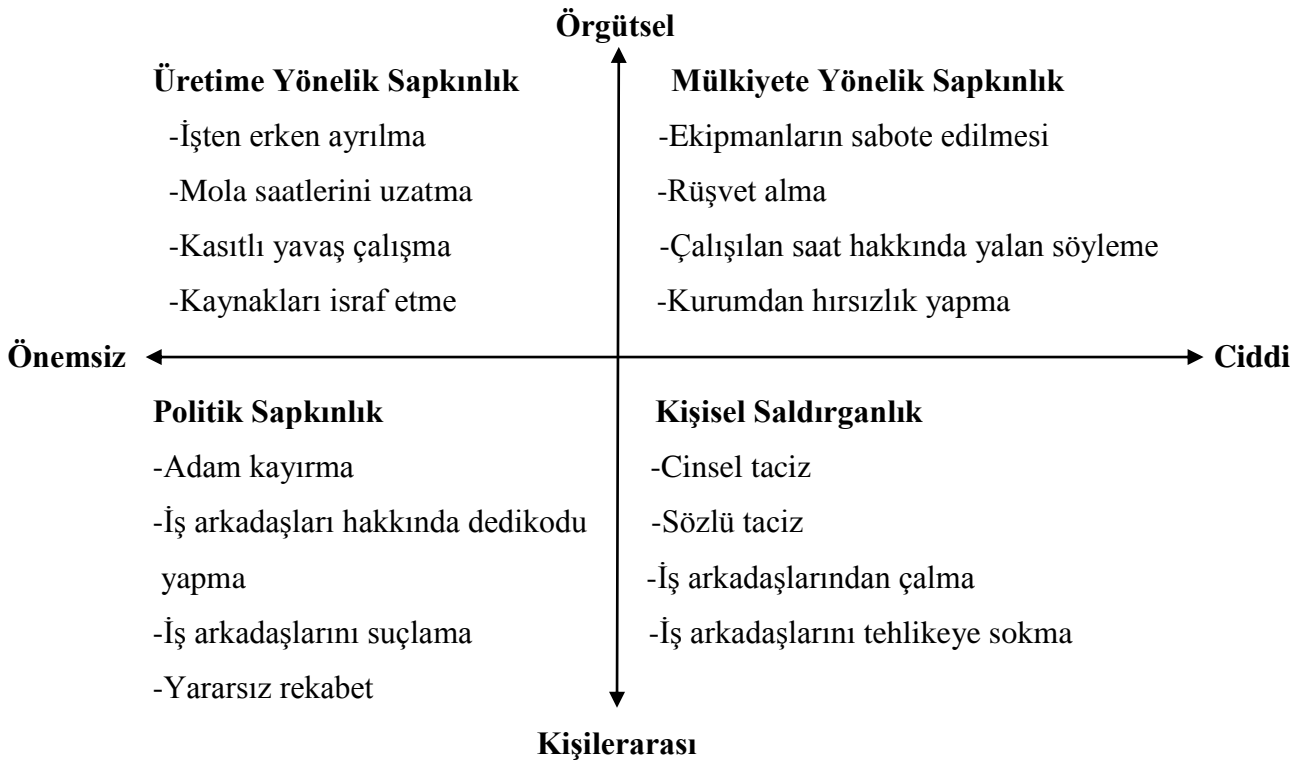 Örgütsel
Üretime Yönelik Sapkınlık
-İşten erken ayrılma
-Mola saatlerini uzatma
-Kasıtlı yavaş çalışma
-Kaynakları israf etme
Mülkiyete Yönelik Sapkınlık
-Ekipmanların sabote edilmesi
-Rüşvet alma
-Çalışılan saat hakkında yalan söyleme
-Kurumdan hırsızlık yapma
Önemsiz
Ciddi
Politik Sapkınlık
-Adam kayırma
-İş arkadaşları hakkında dedikodu
yapma
-İş arkadaşlarını suçlama
-Yararsız rekabet
Kişisel Saldırganlık
-Cinsel taciz
-Sözlü taciz
-İş arkadaşlarından çalma
-İş arkadaşlarını tehlikeye sokma
Kişilerarası